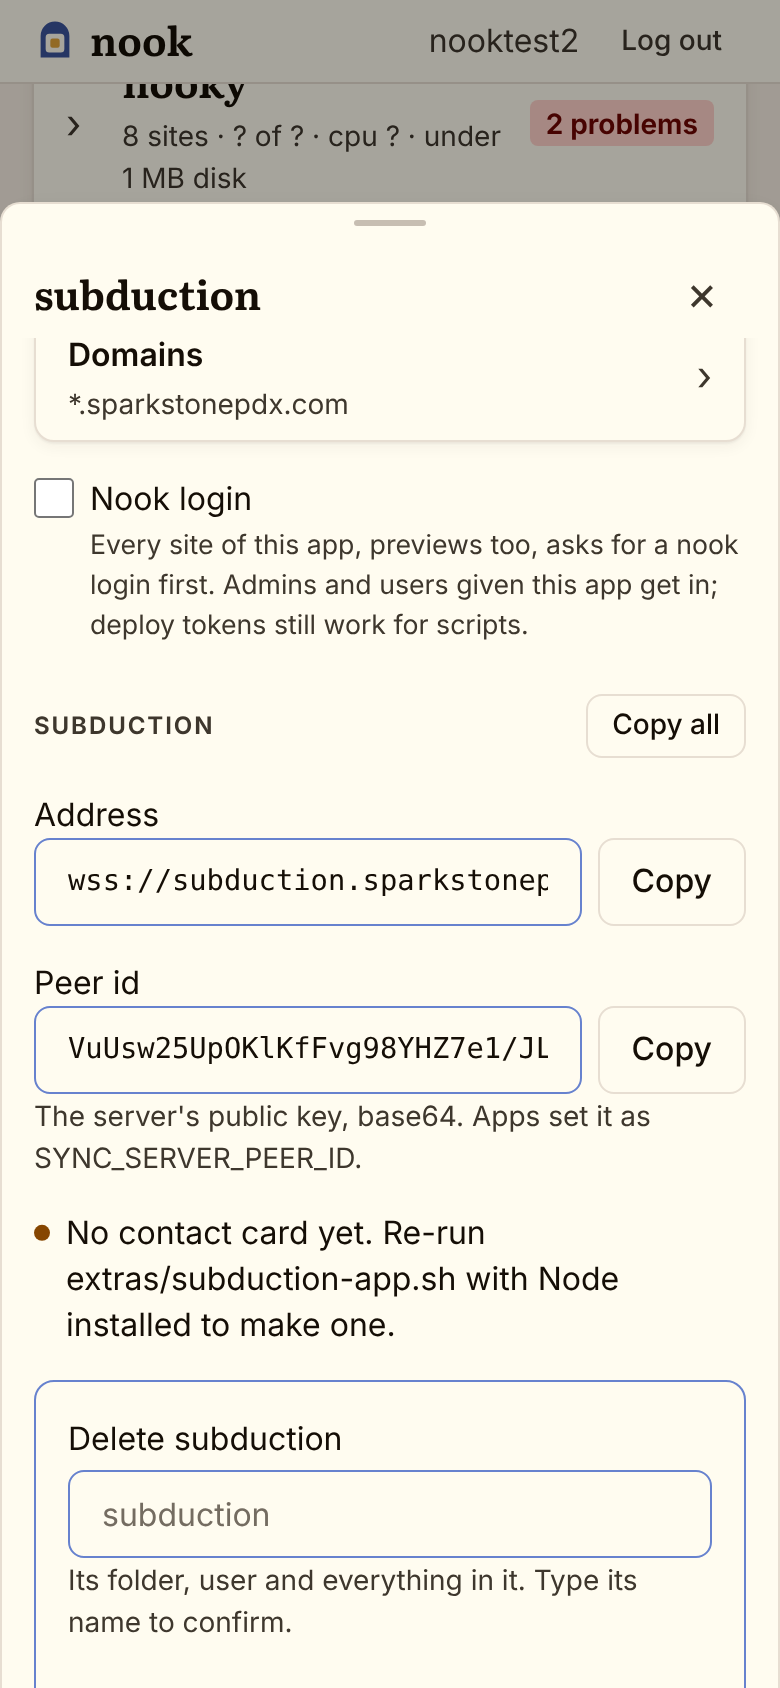 nook
nooktest2
Log out
nooky
8 sites · ? of ? · cpu ? · under
1 MB disk
2 problems
subduction
Domains
*.sparkstonepdx.com
Nook login
Every site of this app, previews too, asks for a nook
login first. Admins and users given this app get in;
deploy tokens still work for scripts.
SUBDUCTION
Copy all
Address
wss://subduction.sparkstonep
Copy
Peer id
VuUsw25UpOKlKfFvg98YHZ7e1/JL
Copy
The server's public key, base64. Apps set it as
SYNC_SERVER_PEER_ID.
No contact card yet. Re-run
extras/subduction-app.sh with Node
installed to make one.
Delete subduction
subduction
Its folder, user and everything in it. Type its
name to confirm.